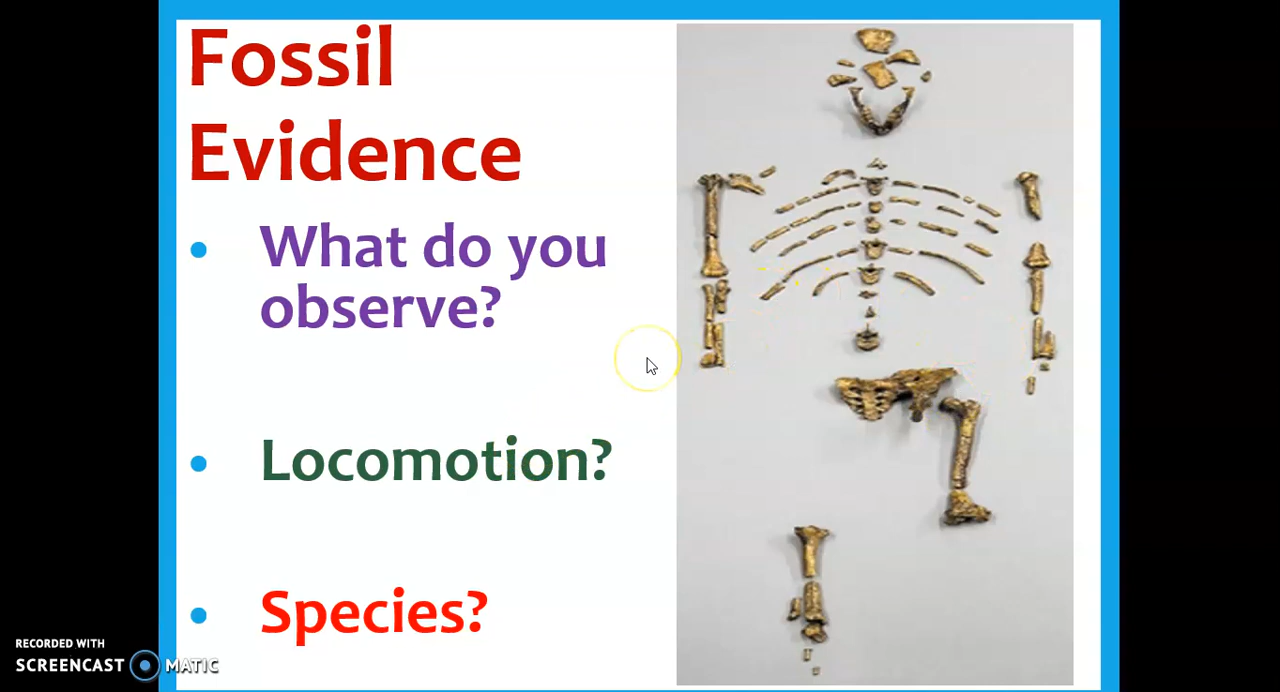 Fossil
Evidence
• What do you
observe?
• Locomotion?
• Species?
RECORDED WITH
SCREENCAST MATIC